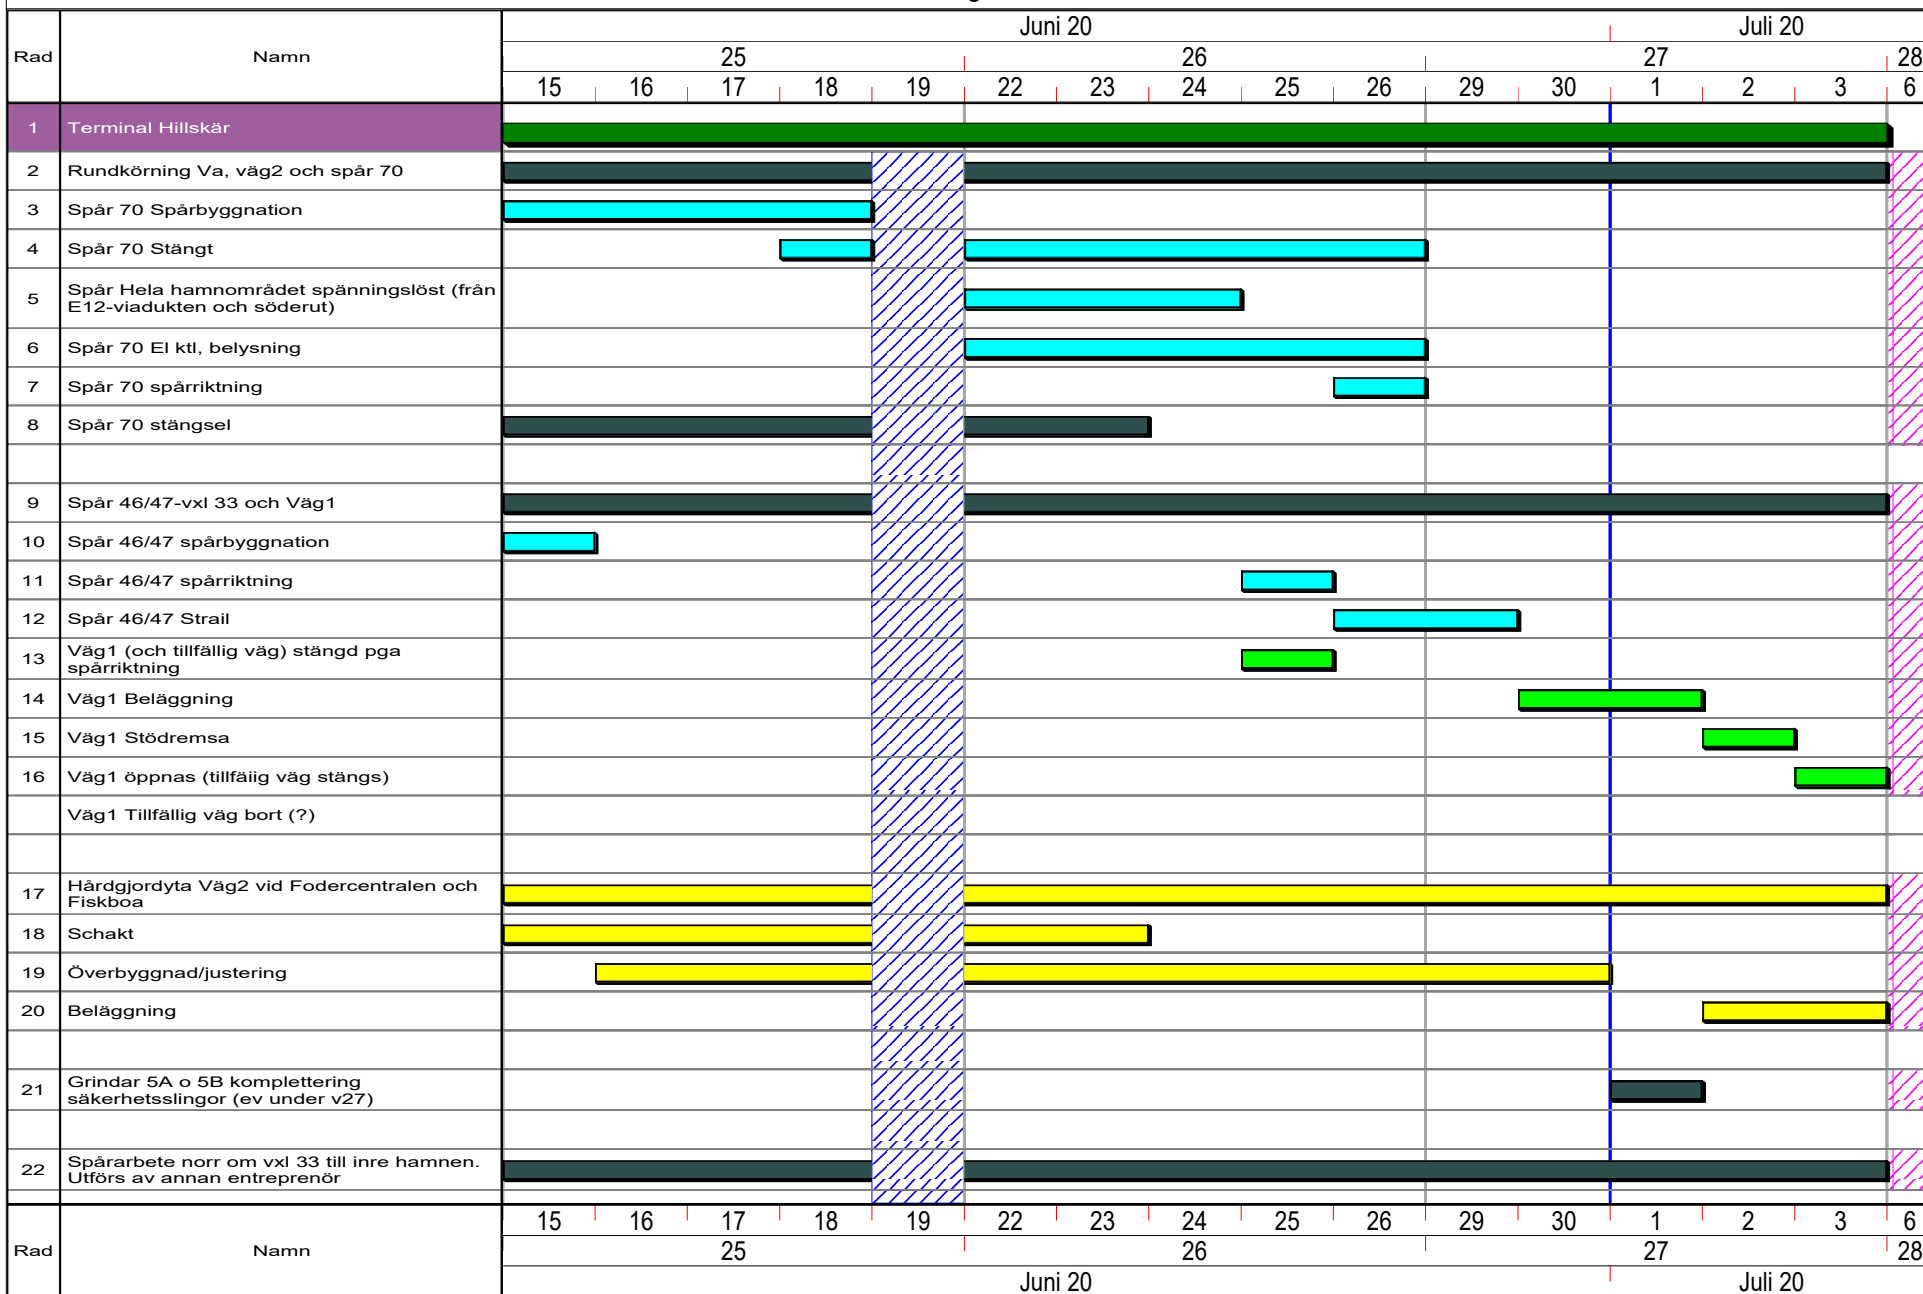 Juni 20 Juli 20
Rad Namn 25 26 27 28
15 16 17 18 19 22 23 24 25 26 29 30 1 2 3 6
1 Terminal Hillskär
2 Rundkörning Va, väg2 och spår 70
3 Spår 70 Spårbyggnation
4 Spår 70 Stängt
5 Spår Hela hamnområdet spänningslöst (från
E12-viadukten och söderut)
6 Spår 70 El ktl, belysning
7 Spår 70 spårriktning
8 Spår 70 stängsel
9 Spår 46/47-vxl 33 och Väg1
10 Spår 46/47 spårbyggnation
11 Spår 46/47 spårriktning
12 Spår 46/47 Strail
13 Väg1 (och tillfällig väg) stängd pga
spårriktning
14 Väg1 Beläggning
15 Väg1 Stödremsa
16 Väg1 öppnas (tillfäiig väg stängs)
Väg1 Tillfällig väg bort (?)
17 Hårdgjordyta Väg2 vid Fodercentralen och
Fiskboa
18 Schakt
19 Överbyggnad/justering
20 Beläggning
21 Grindar 5A o 5B komplettering
säkerhetsslingor (ev under v27)
22 Spårarbete norr om vxl 33 till inre hamnen.
Utförs av annan entreprenör
15 16 17 18 19 22 23 24 25 26 29 30 1 2 3 6
Rad Namn 25 26 27 28
Juni 20 Juli 20